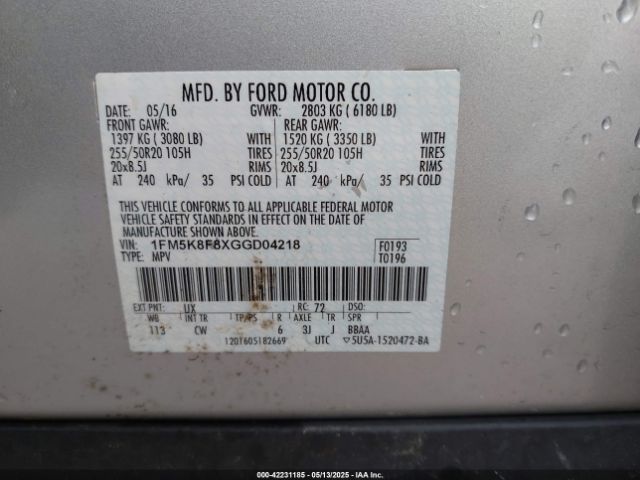 MFD. BY FORD MOTOR CO.
DATE: 05/16 GVWR: 2803 KG ( 6180 LB)
FRONT GAWR: REAR GAWR:
1397 KG ( 3080 LB) WITH 1520 KG ( 3350 LB) WITH
255/50R20 105H TIRES 255/50R20 105H TIRES
20x8.5J RIMS 20x8.5J RIMS
AT 240 kPa/ 35 PSI COLD AT 240 kPa/ 35 PSI COLD
THIS VEHICLE CONFORMS TO ALL APPLICABLE FEDERAL MOTOR
VEHICLE SAFETY STANDARDS IN EFFECT ON THE DATE OF
MANUFACTURE SHOWN ABOVE.
VIN: 1FM5K8F8XGGD04218 F0193
TYPE: MPV T0196
EXT PNT: UX RC: 72 DSO:
WB INT TR TP/PS R AXLE TR SPR
113 CW 6 3J J BBAA
120T605182669 UTC ▽5U5A-1520472-BA
000-42231185 - 05/13/2025 - IAA Inc.